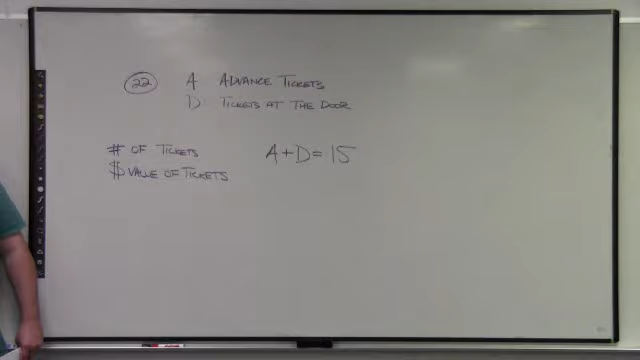 22 A ADVANCE TICKETS
D TICKETS AT THE DOOR
# OF TICKETS A+D=15
$ VALUE OF TICKETS